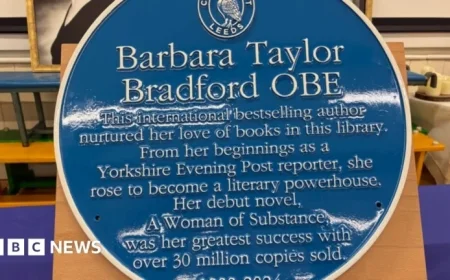 LEEDS
Barbara Taylor
Bradford OBE
This international bestselling author
nurtured her love of books in this library.
From her beginnings as a
Yorkshire Evening Post reporter, she
rose to become a literary powerhouse.
Her debut novel,
A Woman of Substance,
was her greatest success with
over 30 million copies sold.
BBC NEWS